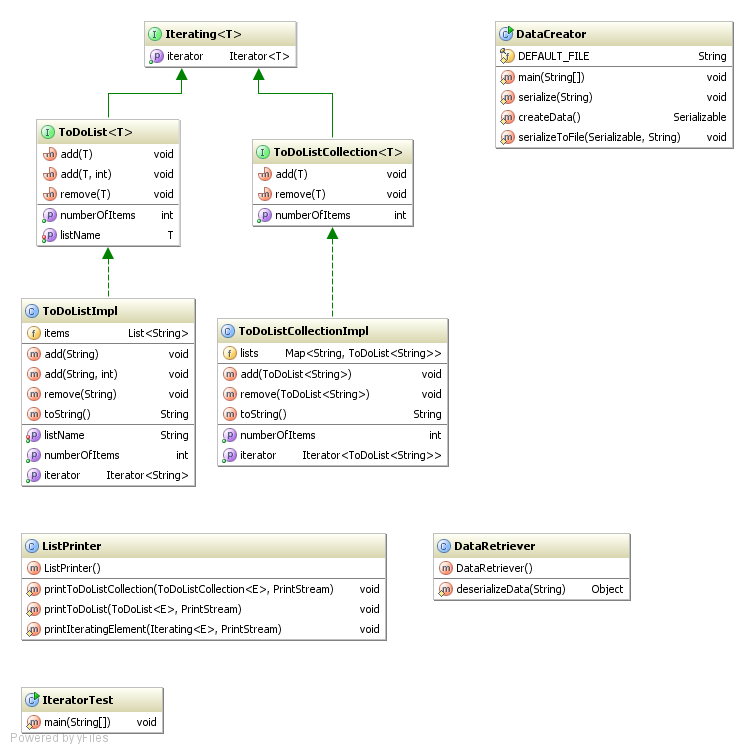 Iterating<T>
iterator Iterator<T>
DataCreator
DEFAULT_FILE String
main(String[]) void
serialize(String) void
createData() Serializable
serializeToFile(Serializable, String) void
ToDoList<T>
add(T) void
add(T, int) void
remove(T) void
numberOfItems int
listName T
ToDoListCollection<T>
add(T) void
remove(T) void
numberOfItems int
ToDoListImpl
items List<String>
add(String) void
add(String, int) void
remove(String) void
toString() String
listName String
numberOfItems int
iterator Iterator<String>
ToDoListCollectionImpl
lists Map<String, ToDoList<String>>
add(ToDoList<String>) void
remove(ToDoList<String>) void
toString() String
numberOfItems int
iterator Iterator<ToDoList<String>>
ListPrinter
ListPrinter()
printToDoListCollection(ToDoListCollection<E>, PrintStream) void
printToDoList(ToDoList<E>, PrintStream) void
printIteratingElement(Iterating<E>, PrintStream) void
DataRetriever
DataRetriever()
deserializeData(String) Object
IteratorTest
main(String[]) void
Powered by yFiles